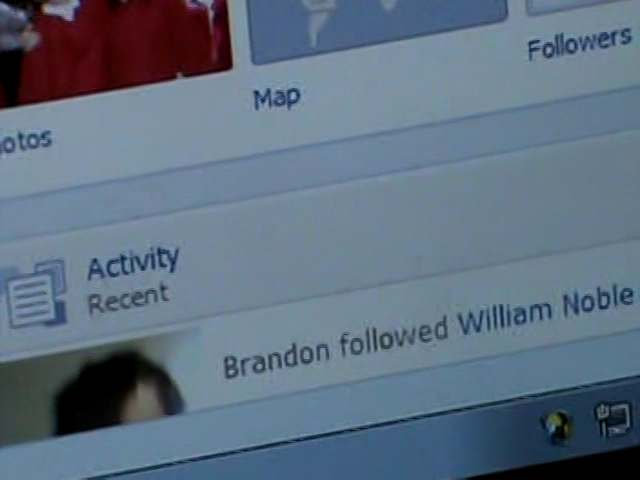 otos
Map
Followers
Activity
Recent
Brandon followed William Noble